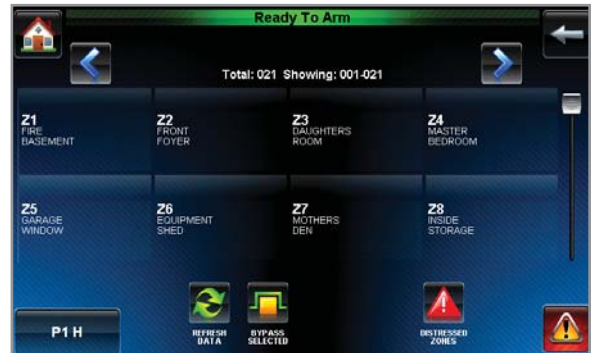 Ready To Arm
Total: 021 Showing: 001-021
Z1
FIRE
BASEMENT
Z2
FRONT
FOYER
Z3
DAUGHTERS
ROOM
Z4
MASTER
BEDROOM
Z5
GARAGE
WINDOW
Z6
EQUIPMENT
SHED
Z7
MOTHERS
DEN
Z8
INSIDE
STORAGE
P1 H
REFRESH
DATA
BYPASS
SELECTED
DISTRESSED
ZONES